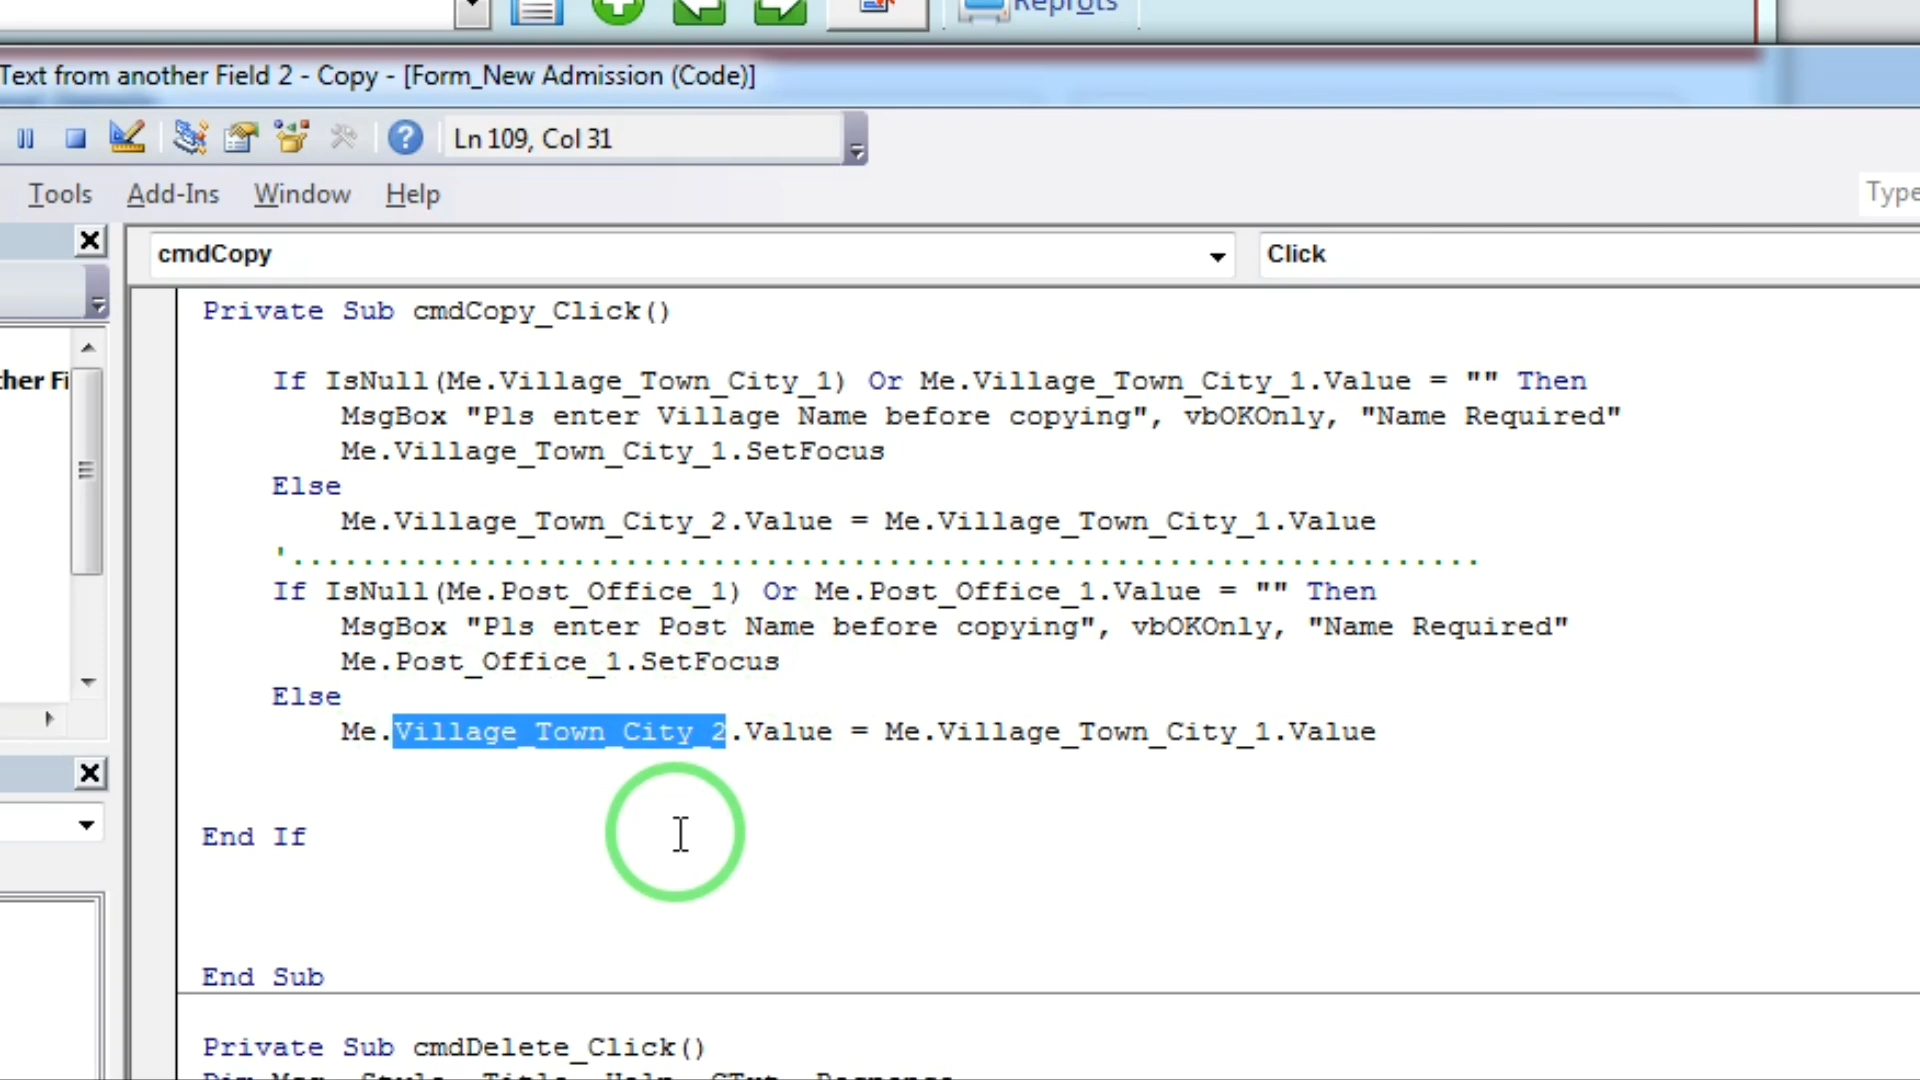 Reprots
Text from another Field 2 - Copy - [Form_New Admission (Code)]
Ln 109, Col 31
Tools Add-Ins Window Help
Type
cmdCopy
Click
her Fi
Private Sub cmdCopy_Click()
If IsNull(Me.Village_Town_City_1) Or Me.Village_Town_City_1.Value = "" Then
MsgBox "Pls enter Village Name before copying", vbOKOnly, "Name Required"
Me.Village_Town_City_1.SetFocus
Else
Me.Village_Town_City_2.Value = Me.Village_Town_City_1.Value
'....................................................................
If IsNull(Me.Post_Office_1) Or Me.Post_Office_1.Value = "" Then
MsgBox "Pls enter Post Name before copying", vbOKOnly, "Name Required"
Me.Post_Office_1.SetFocus
Else
Me.Village_Town_City_2.Value = Me.Village_Town_City_1.Value
End If
End Sub
Private Sub cmdDelete_Click()